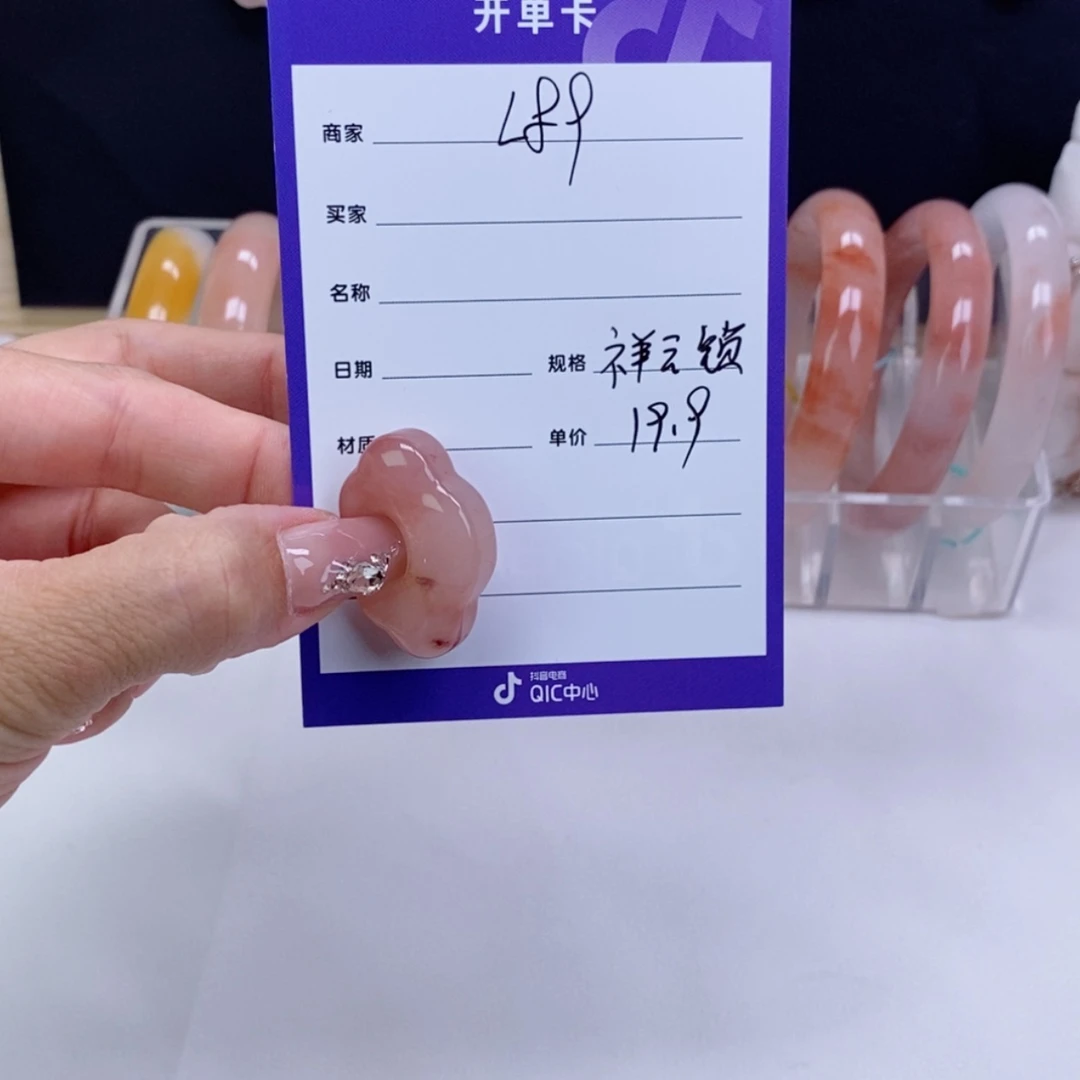 开单卡
商家 L89
买家
名称
日期 规格 祥云锁
材质 单价 19.9
抖音电商
QIC中心